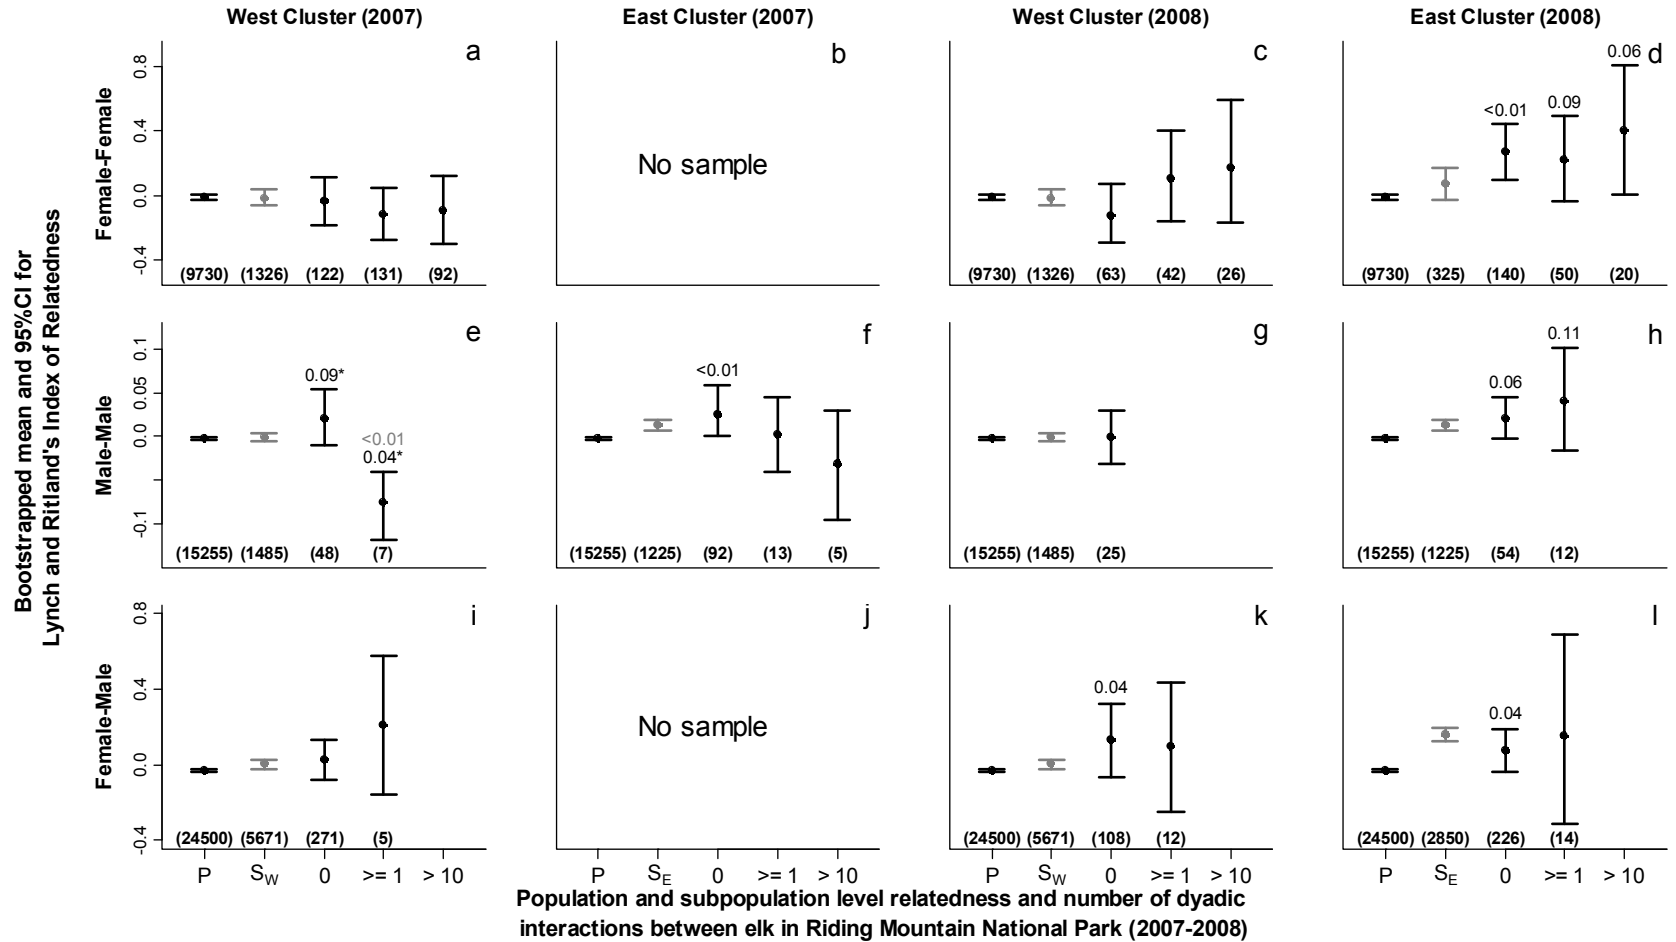 West Cluster (2007) East Cluster (2007) West Cluster (2008) East Cluster (2008)
Bootstrapped mean and 95%CI for
Lynch and Ritland's Index of Relatedness
Female-Female
0.8
0.4
0.0
-0.4
a
(9730) (1326) (122) (131) (92)
b
No sample
c
(9730) (1326) (63) (42) (26)
d
<0.01 0.09 0.06
(9730) (325) (140) (50) (20)
Male-Male
0.1
0.05
0.0
-0.1
e
0.09*
<0.01
0.04*
(15255) (1485) (48) (7)
f
<0.01
(15255) (1225) (92) (13) (5)
g
(15255) (1485) (25)
h
0.06 0.11
(15255) (1225) (54) (12)
Female-Male
0.8
0.4
0.0
-0.4
i
(24500) (5671) (271) (5)
j
No sample
k
0.04
(24500) (5671) (108) (12)
l
0.04
(24500) (2850) (226) (14)
P SW 0 >= 1 > 10 P SE 0 >= 1 > 10 P SW 0 >= 1 > 10 P SE 0 >= 1 > 10
Population and subpopulation level relatedness and number of dyadic
interactions between elk in Riding Mountain National Park (2007-2008)